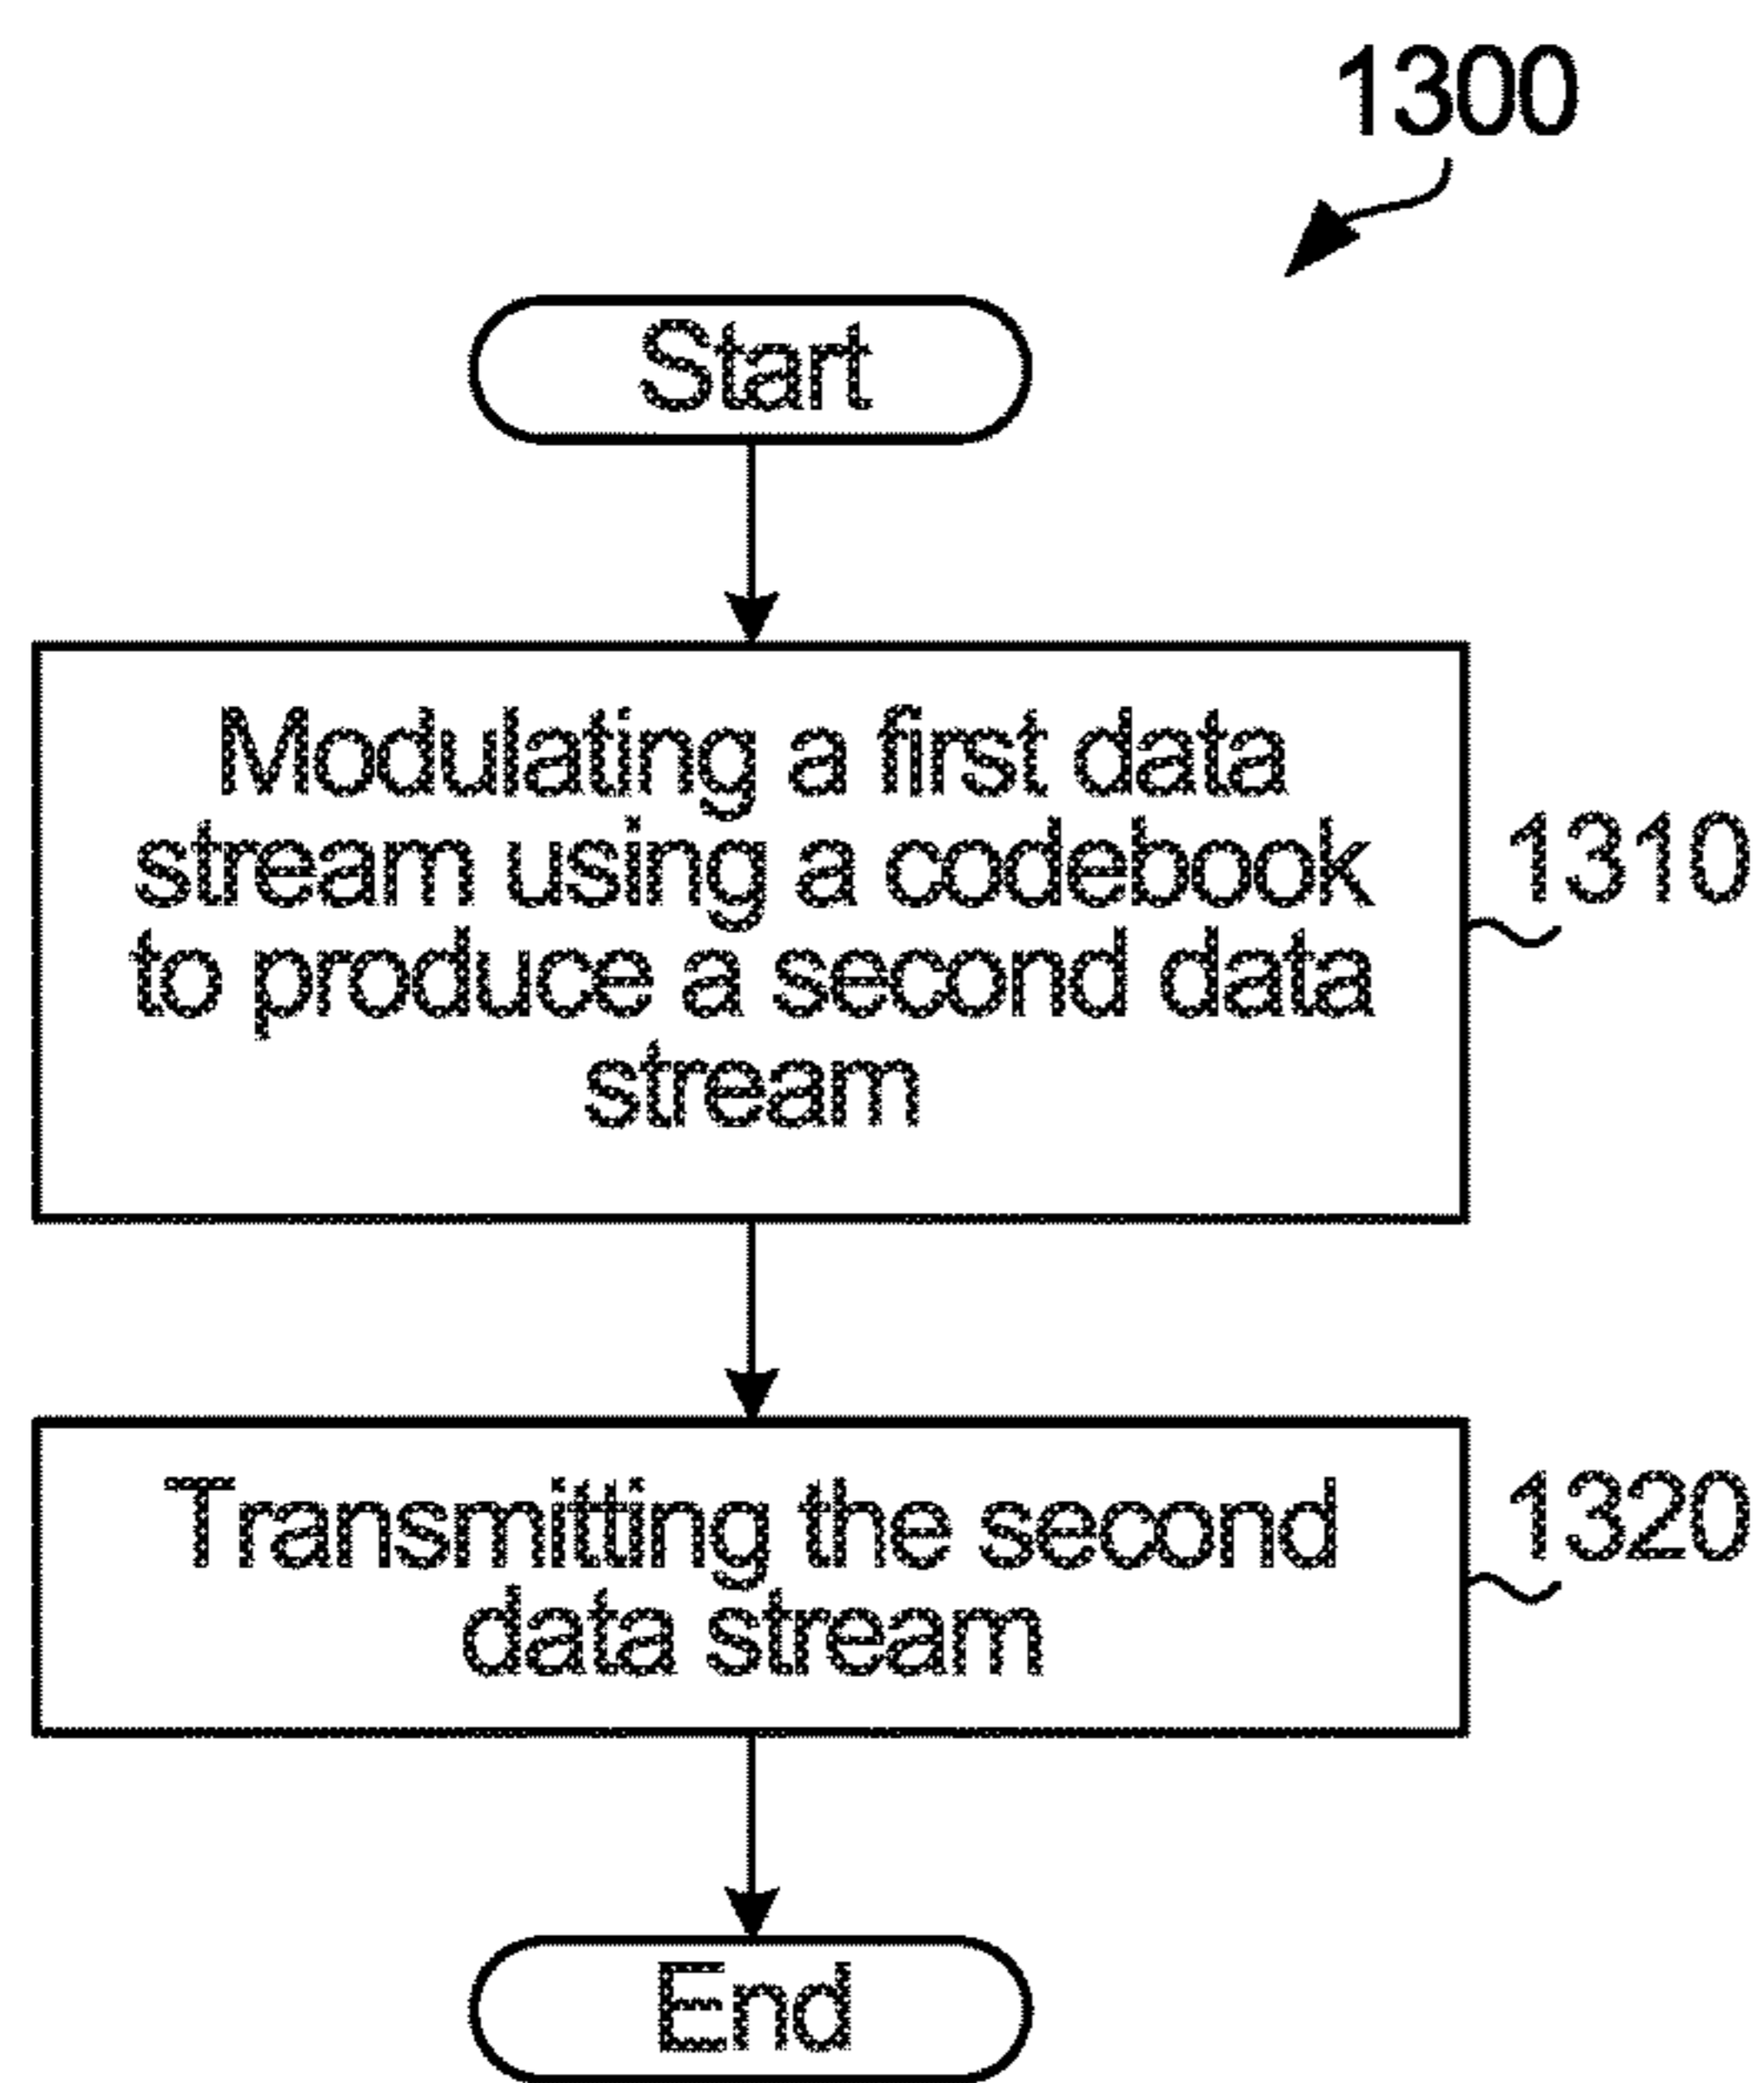 1300
Start
Modulating a first data
stream using a codebook
to produce a second data
stream
1310
Transmitting the second
data stream
1320
End